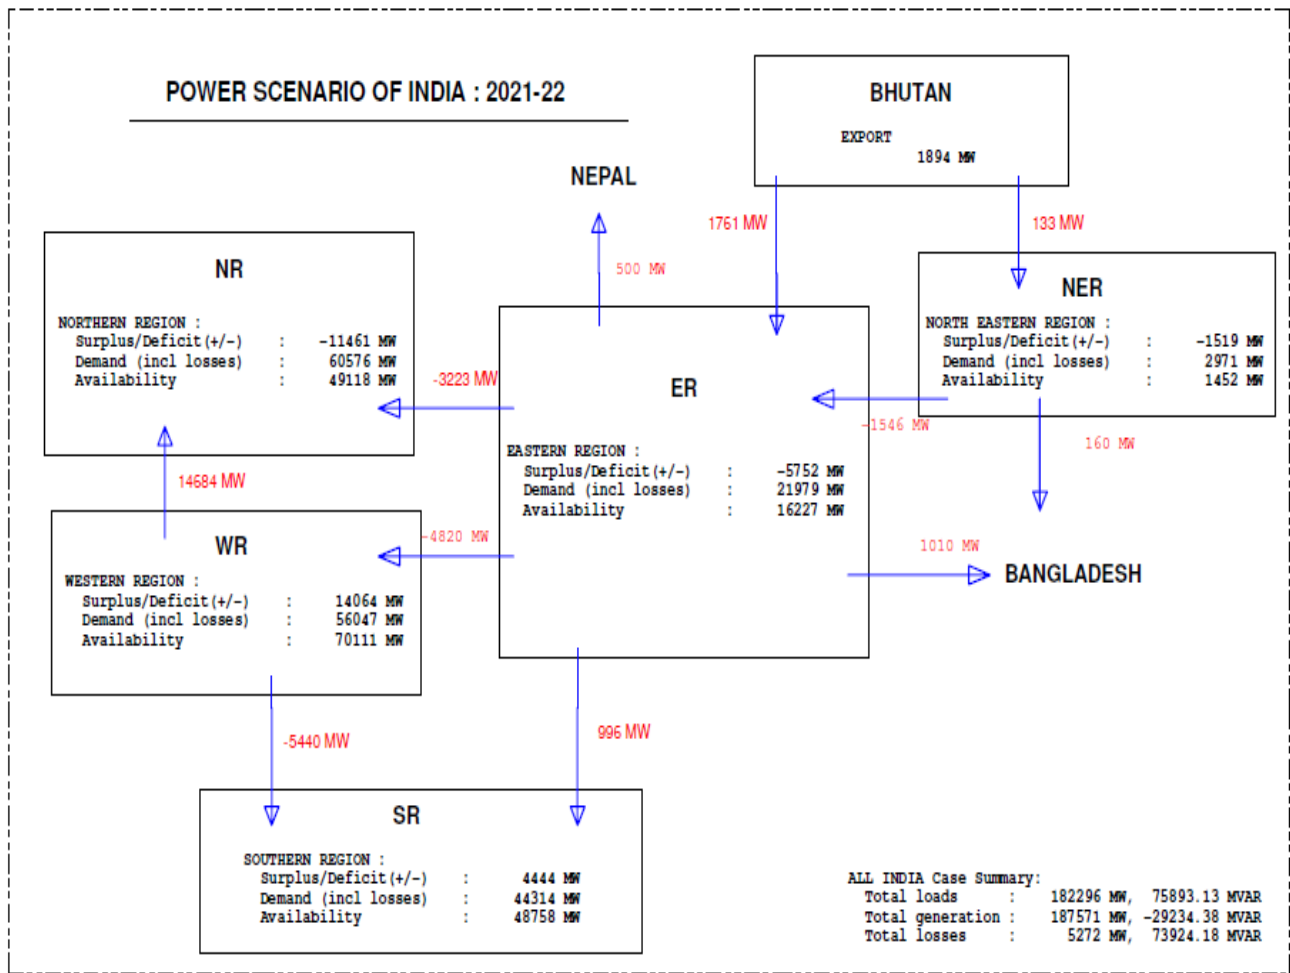 POWER SCENARIO OF INDIA : 2021-22
BHUTAN
EXPORT
1894 MW
NEPAL
1761 MW
133 MW
500 MW
NR
NORTHERN REGION :
Surplus/Deficit(+/-) : -11461 MW
Demand (incl losses) : 60576 MW
Availability : 49118 MW
NER
NORTH EASTERN REGION :
Surplus/Deficit(+/-) : -1519 MW
Demand (incl losses) : 2971 MW
Availability : 1452 MW
-3223 MW
ER
EASTERN REGION :
Surplus/Deficit(+/-) : -5752 MW
Demand (incl losses) : 21979 MW
Availability : 16227 MW
-1546 MW
160 MW
14684 MW
-4820 MW
1010 MW
BANGLADESH
WR
WESTERN REGION :
Surplus/Deficit(+/-) : 14064 MW
Demand (incl losses) : 56047 MW
Availability : 70111 MW
-5440 MW
996 MW
SR
SOUTHERN REGION :
Surplus/Deficit(+/-) : 4444 MW
Demand (incl losses) : 44314 MW
Availability : 48758 MW
ALL INDIA Case Summary:
Total loads : 182296 MW, 75893.13 MVAR
Total generation : 187571 MW, -29234.38 MVAR
Total losses : 5272 MW, 73924.18 MVAR